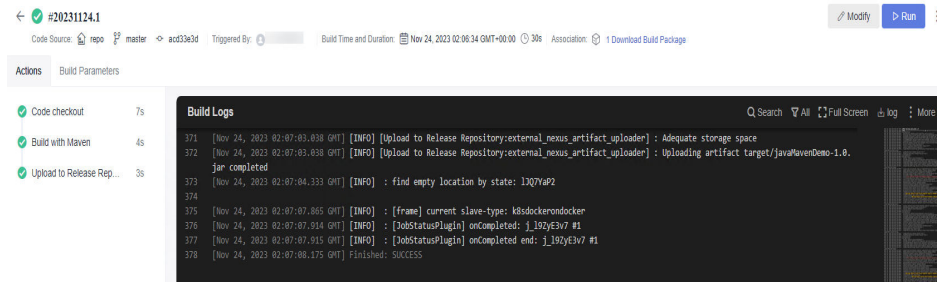 #20231124.1
Modify
Run
Code Source: repo master acd33e3d Triggered By: Build Time and Duration: Nov 24, 2023 02:06:34 GMT+00:00 30s Association: 1 Download Build Package
Actions Build Parameters
Code checkout 7s
Build with Maven 4s
Upload to Release Rep... 3s
Build Logs
Search All Full Screen log More
371 [Nov 24, 2023 02:07:03.038 GMT] [INFO] [Upload to Release Repository:external_nexus_artifact_uploader] : Adequate storage space
372 [Nov 24, 2023 02:07:03.038 GMT] [INFO] [Upload to Release Repository:external_nexus_artifact_uploader] : Uploading artifact target/javaMavenDemo-1.0.
jar completed
373 [Nov 24, 2023 02:07:04.333 GMT] [INFO] : find empty location by state: lJQ7YaP2
374
375 [Nov 24, 2023 02:07:07.865 GMT] [INFO] : [frame] current slave-type: k8sdockerondocker
376 [Nov 24, 2023 02:07:07.914 GMT] [INFO] : [JobStatusPlugin] onCompleted: j_l9ZyE3v7 #1
377 [Nov 24, 2023 02:07:07.915 GMT] [INFO] : [JobStatusPlugin] onCompleted end: j_l9ZyE3v7 #1
378 [Nov 24, 2023 02:07:08.175 GMT] Finished: SUCCESS